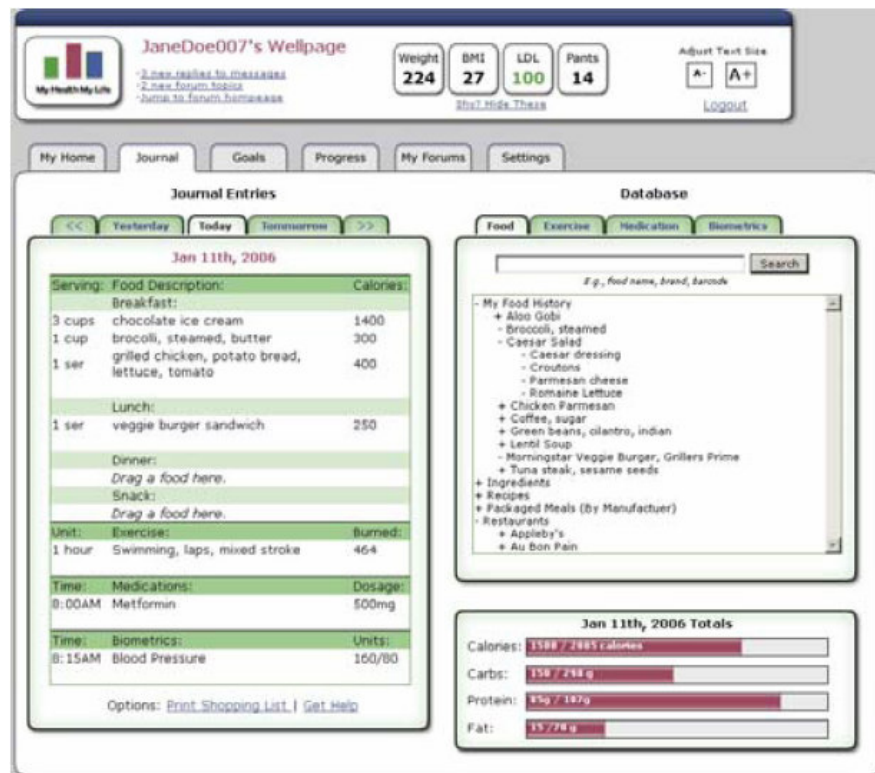 JaneDoe007's Wellpage
-3 new replies to messages
-2 new forum topics
-Jump to forum homepage
My Health My Life
Weight 224
BMI 27
LDL 100
Pants 14
Shy? Hide These
Adjust Text Size
A- A+
Logout
My Home Journal Goals Progress My Forums Settings
Journal Entries
<< Yesterday Today Tommorrow >>
Jan 11th, 2006
Serving: Food Description: Calories:
Breakfast:
3 cups chocolate ice cream 1400
1 cup brocolli, steamed, butter 300
1 ser grilled chicken, potato bread, 400
lettuce, tomato
Lunch:
1 ser veggie burger sandwich 250
Dinner:
Drag a food here.
Snack:
Drag a food here.
Unit: Exercise: Burned:
1 hour Swimming, laps, mixed stroke 464
Time: Medications: Dosage:
8:00AM Metformin 500mg
Time: Biometrics: Units:
8:15AM Blood Pressure 160/80
Options: Print Shopping List | Get Help
Database
Food Exercise Medication Biometrics
Search
E.g., food name, brand, barcode
- My Food History
+ Aloo Gobi
- Broccoli, steamed
- Caesar Salad
- Caesar dressing
- Croutons
- Parmesan cheese
- Romaine Lettuce
+ Chicken Parmesan
+ Coffee, sugar
+ Green beans, cilantro, indian
+ Lentil Soup
- Morningstar Veggie Burger, Grillers Prime
+ Tuna steak, sesame seeds
+ Ingredients
+ Recipes
+ Packaged Meals (By Manufactuer)
- Restaurants
+ Appleby's
+ Au Bon Pain
Jan 11th, 2006 Totals
Calories: 1500 / 2085 calories
Carbs: 150 / 298 g
Protein: 85g / 107g
Fat: 15 /70 g